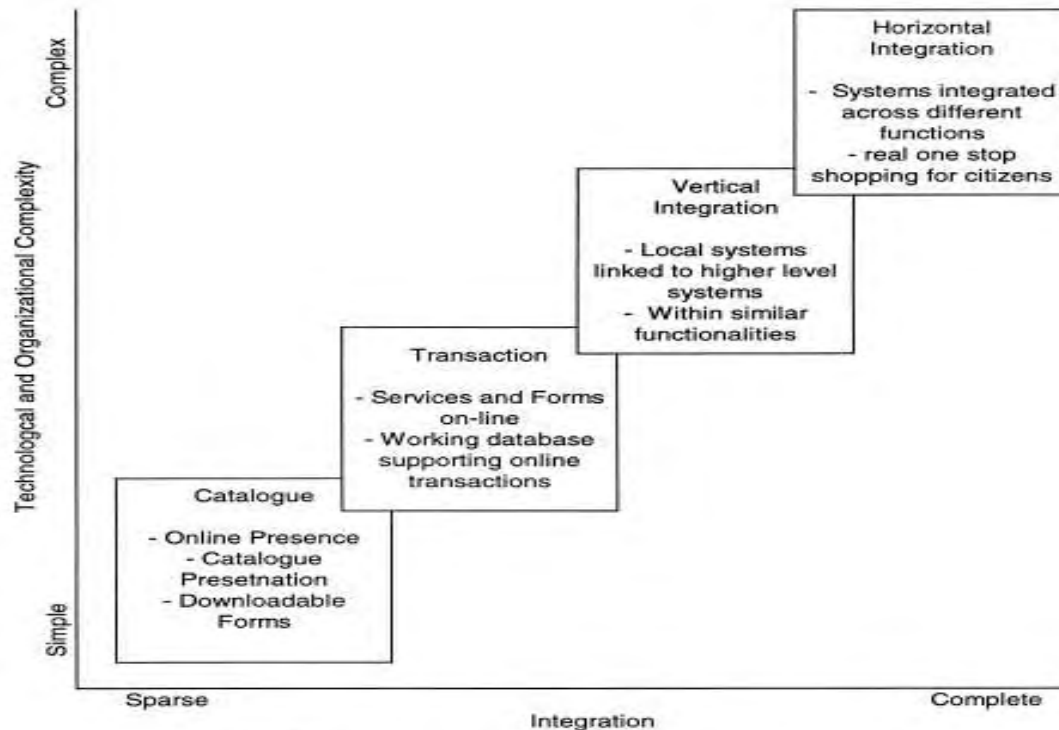 Technologcal and Organizational Complexity
Complex
Simple
Horizontal
Integration
- Systems integrated
across different
functions
- real one stop
shopping for citizens
Vertical
Integration
- Local systems
linked to higher level
systems
- Within similar
functionalities
Transaction
- Services and Forms
on-line
- Working database
supporting online
transactions
Catalogue
- Online Presence
- Catalogue
Presetnation
- Downloadable
Forms
Sparse
Complete
Integration